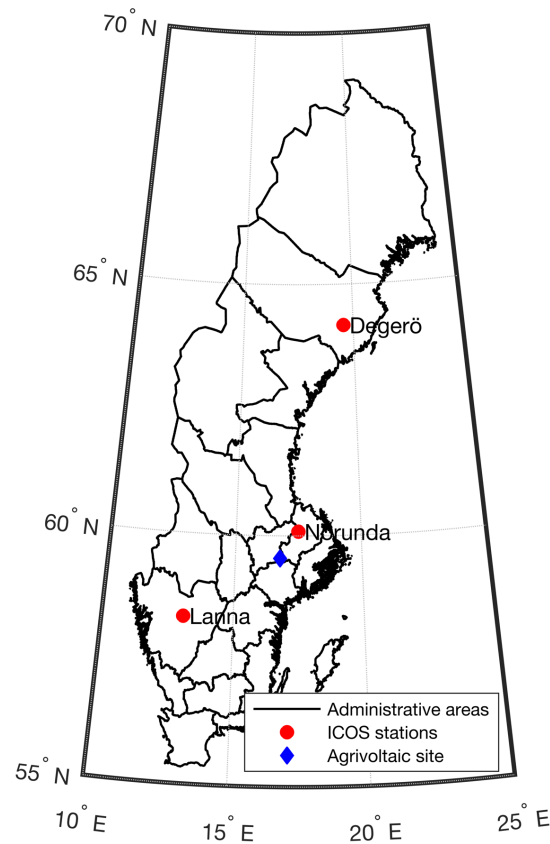 70° N
65° N
Degerö
60° N
Norunda
Lanna
Administrative areas
ICOS stations
Agrivoltaic site
55° N
10° E
15° E
20° E
25° E